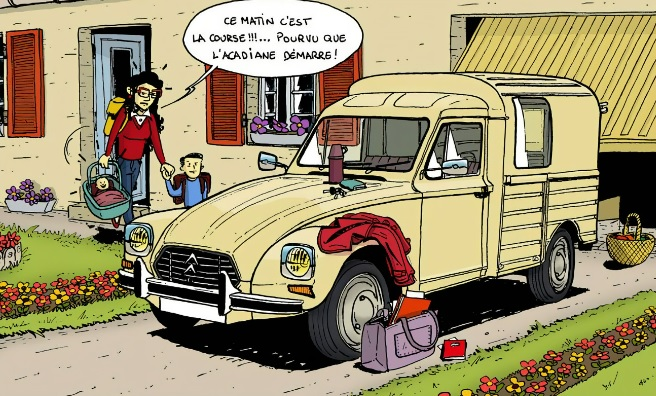 CE MATIN C'EST
LA COURSE!!!... POURVU QUE
L'ACADIANE DÉMARRE!